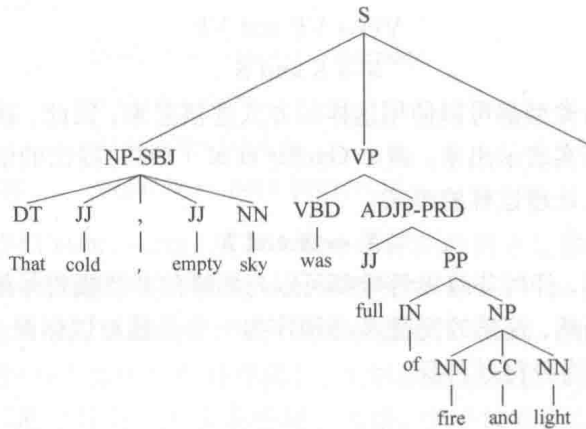 S
NP-SBJ VP
DT JJ , JJ NN VBD ADJP-PRD
That cold , empty sky was JJ PP
full IN NP
of NN CC NN
fire and light